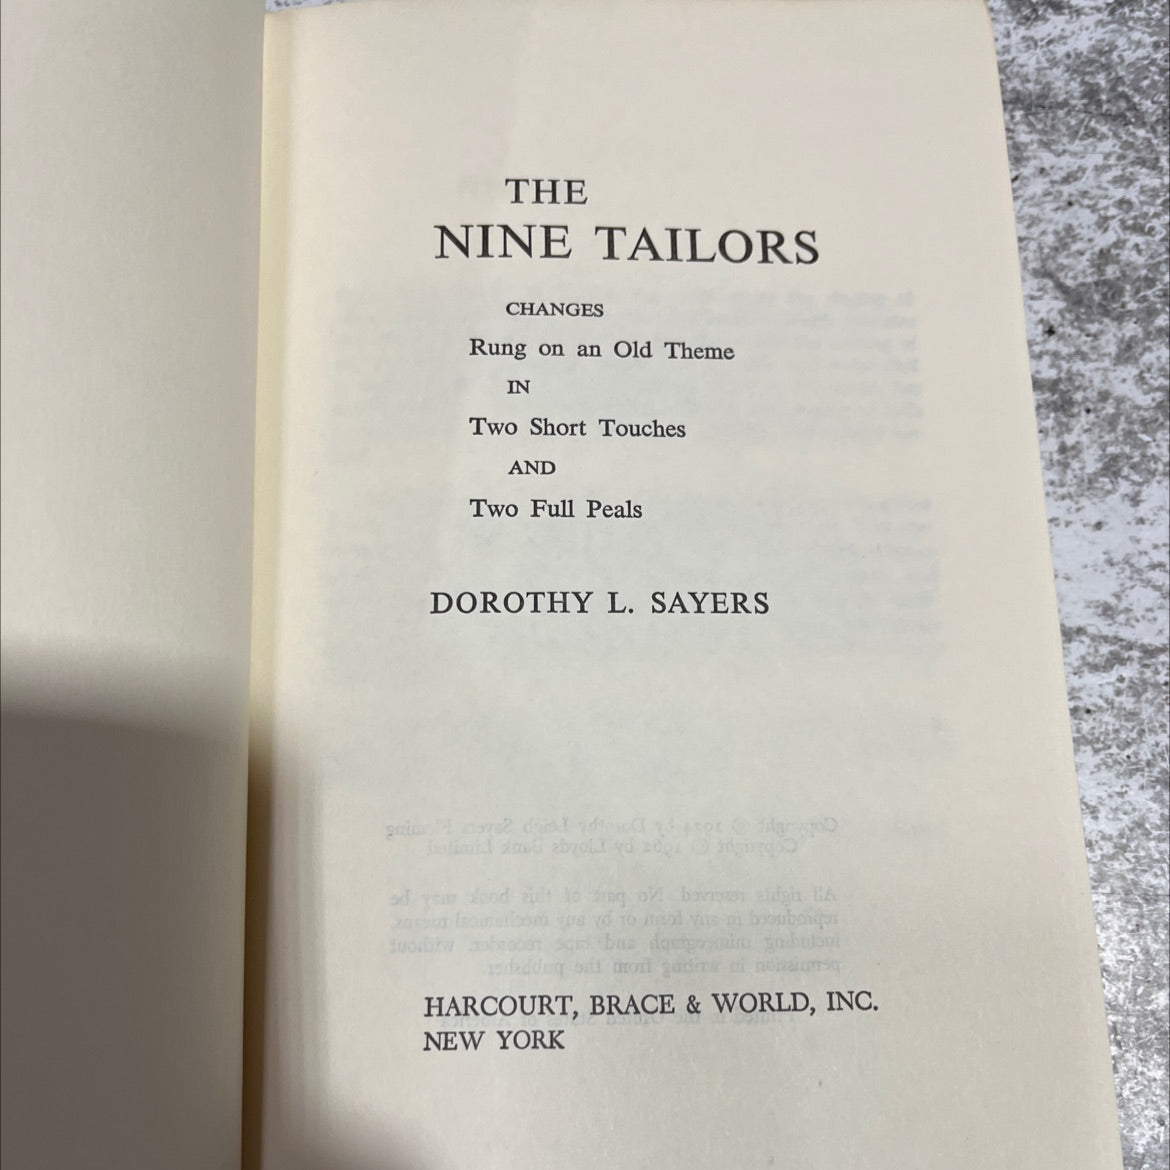 THE
NINE TAILORS
CHANGES
Rung on an Old Theme
IN
Two Short Touches
AND
Two Full Peals
DOROTHY L. SAYERS
HARCOURT, BRACE & WORLD, INC.
NEW YORK